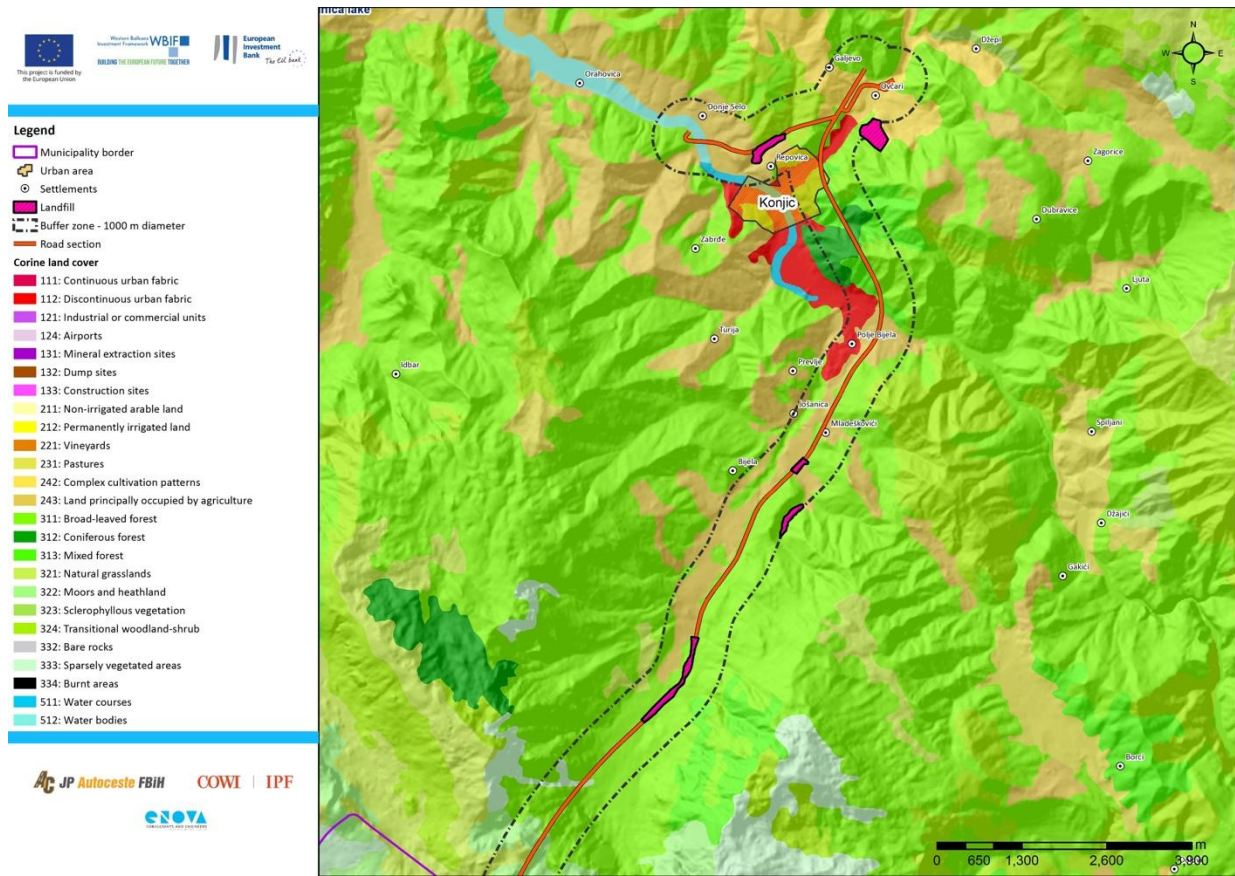 This project is funded by
the European Union
Western Balkans
Investment Framework WBIF
BUILDING THE EUROPEAN FUTURE TOGETHER
European
Investment
Bank
The EU bank
Legend
Municipality border
Urban area
Settlements
Landfill
Buffer zone - 1000 m diameter
Road section
Corine land cover
111: Continuous urban fabric
112: Discontinuous urban fabric
121: Industrial or commercial units
124: Airports
131: Mineral extraction sites
132: Dump sites
133: Construction sites
211: Non-irrigated arable land
212: Permanently irrigated land
221: Vineyards
231: Pastures
242: Complex cultivation patterns
243: Land principally occupied by agriculture
311: Broad-leaved forest
312: Coniferous forest
313: Mixed forest
321: Natural grasslands
322: Moors and heathland
323: Sclerophyllous vegetation
324: Transitional woodland-shrub
332: Bare rocks
333: Sparsely vegetated areas
334: Burnt areas
511: Water courses
512: Water bodies
AC JP Autoceste FBiH
COWI | IPF
ENOVA
CONSULTANTS AND ENGINEERS
lake
N
W E
S
Džepi
Galjevo
Orahovica
Ovčari
Donje Selo
Repovica
Zagorice
Konjic
Dubravice
Zabrđe
Ljuta
Turija
Polje Bijela
Idbar
Prevlje
Jošanica
Mladeškovići
Spiljani
Bijela
Džajići
Gakići
Borci
m
0 650 1,300 2,600 3,900